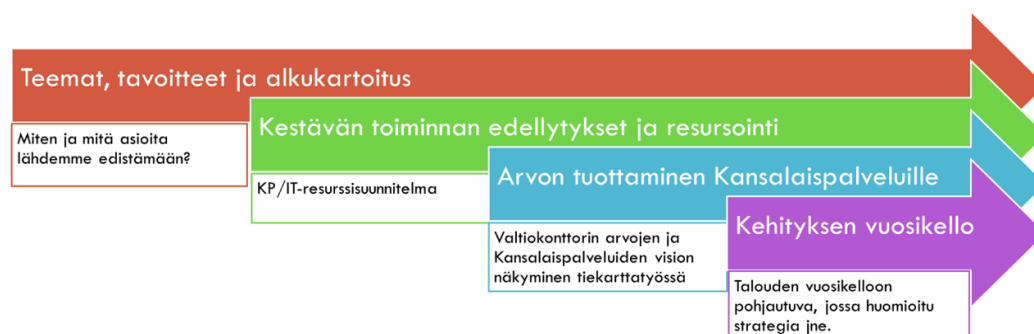 Teemat, tavoitteet ja alkukartoitus
Miten ja mitä asioita
lähdemme edistämään?
Kestävän toiminnan edellytykset ja resursointi
KP/IT-resurssisuunnitelma
Arvon tuottaminen Kansalaispalveluille
Valtiokonttorin arvojen ja
Kansalaispalveluiden vision
näkyminen tiekarttatyössä
Kehityksen vuosikello
Talouden vuosikelloon
pohjautuva, jossa huomioitu
strategia jne.